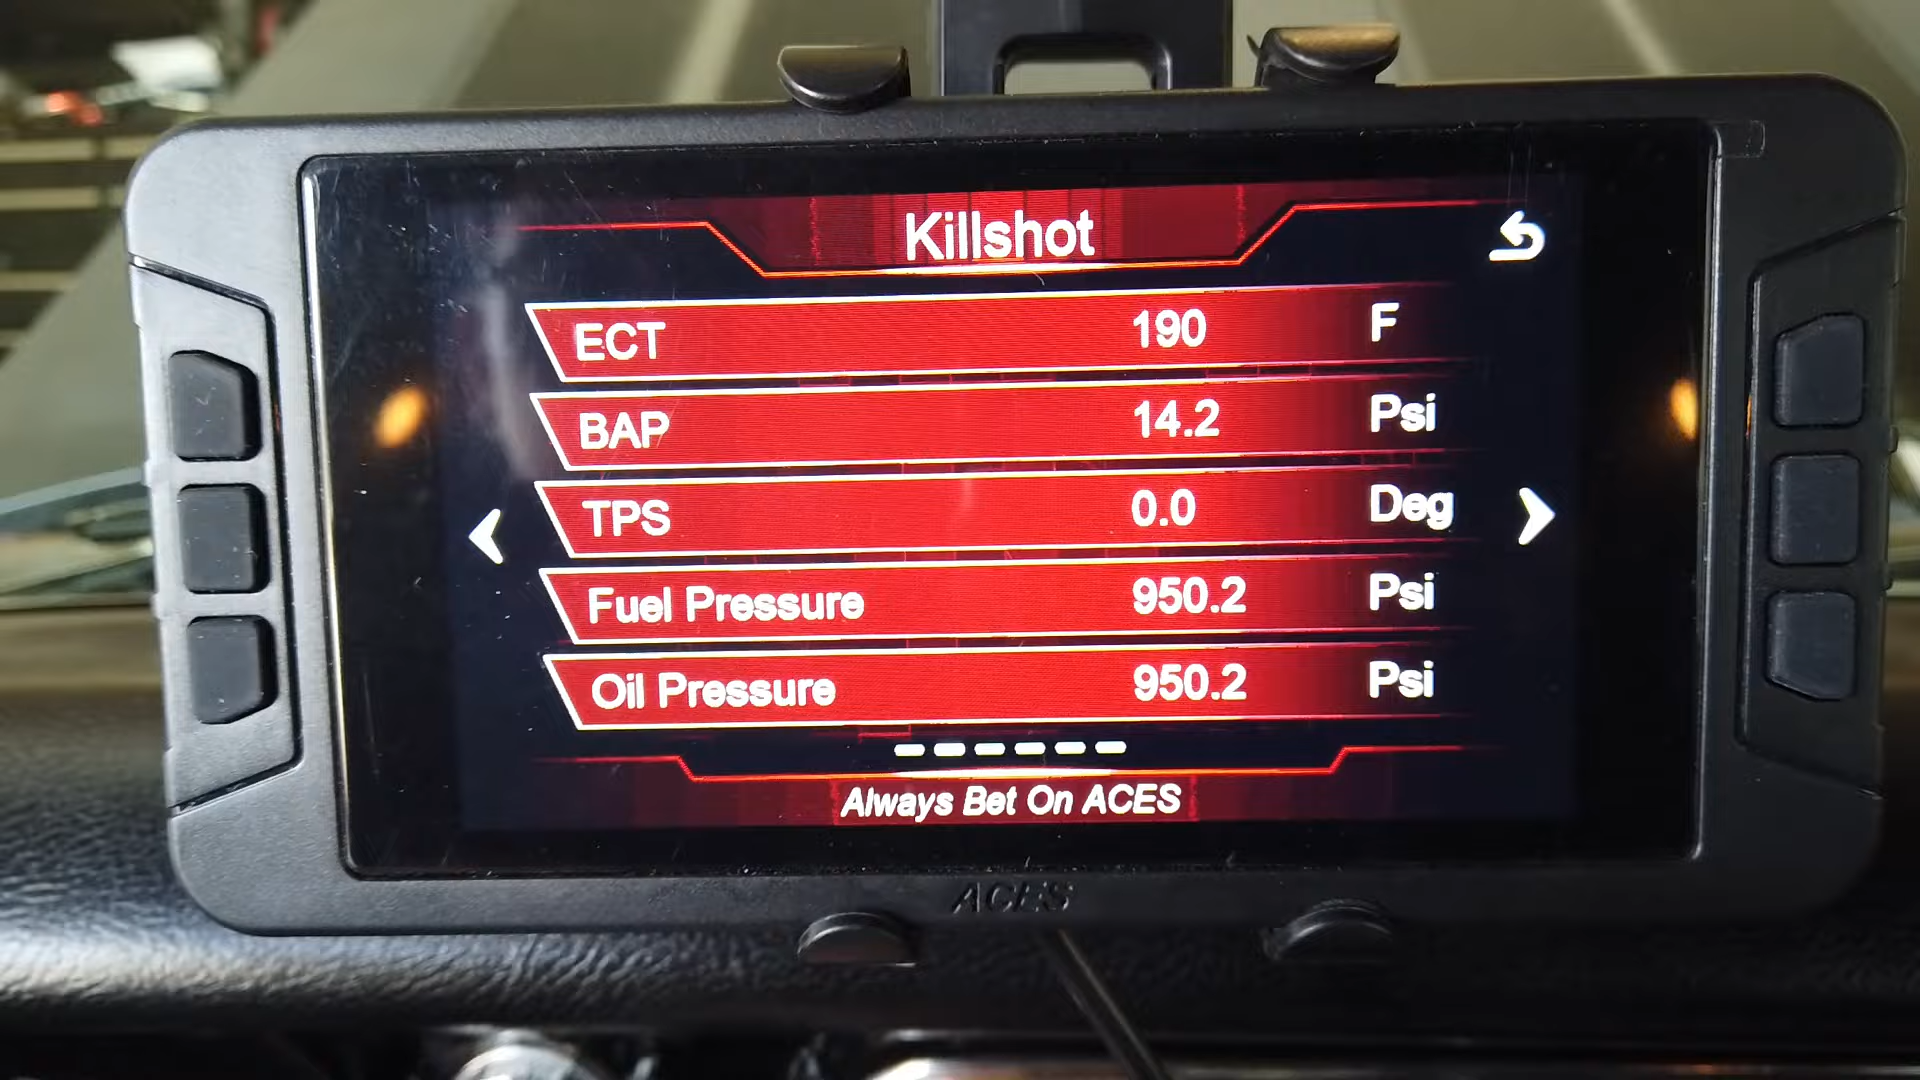 Killshot
ECT 190 F
BAP 14.2 Psi
TPS 0.0 Deg
Fuel Pressure 950.2 Psi
Oil Pressure 950.2 Psi
Always Bet On ACES
ACES